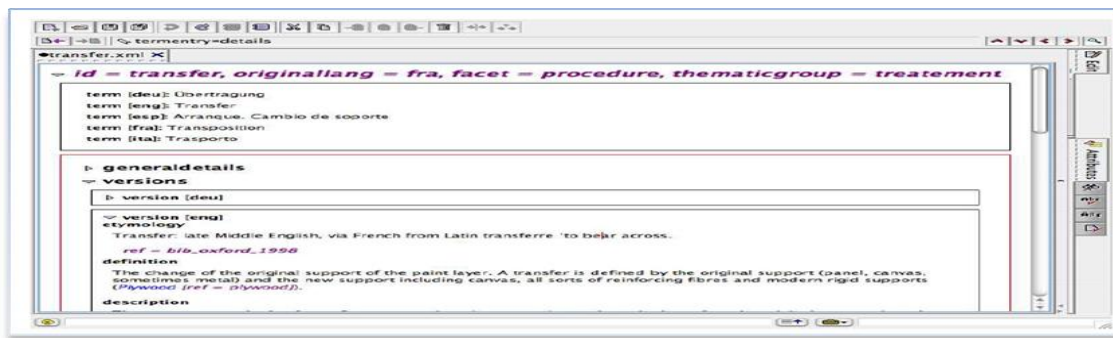 termentry=details
transfer.xml
Edit
id = transfer, originallang = fra, facet = procedure, thematicgroup = treatement
term [deu]: Übertragung
term [eng]: Transfer
term [esp]: Arranque. Cambio de soporte
term [fra]: Transposition
term [ita]: Trasporto
Attributes
generaldetails
versions
version [deu]
version [eng]
etymology
Transfer: late Middle English, via French from Latin transferre 'to bear across.
ref = bib_oxford_1998
definition
The change of the original support of the paint layer. A transfer is defined by the original support (panel, canvas,
sometimes metal) and the new support including canvas, all sorts of reinforcing fibres and modern rigid supports
(Plywood [ref = plywood]).
description